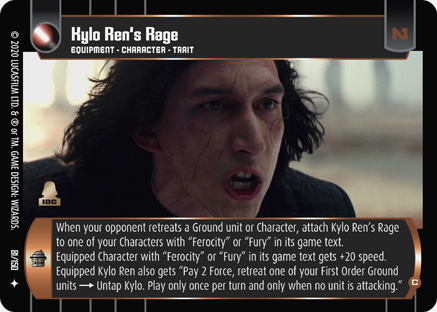 Kylo Ren's Rage
EQUIPMENT - CHARACTER - TRAIT
N
© 2020 LUCASFILM LTD. & ® or TM. GAME DESIGN: WIZARDS.
IDC
When your opponent retreats a Ground unit or Character, attach Kylo Ren's Rage
to one of your Characters with "Ferocity" or "Fury" in its game text.
Equipped Character with "Ferocity" or "Fury" in its game text gets +20 speed.
Equipped Kylo Ren also gets "Pay 2 Force, retreat one of your First Order Ground
units → Untap Kylo. Play only once per turn and only when no unit is attacking."
C